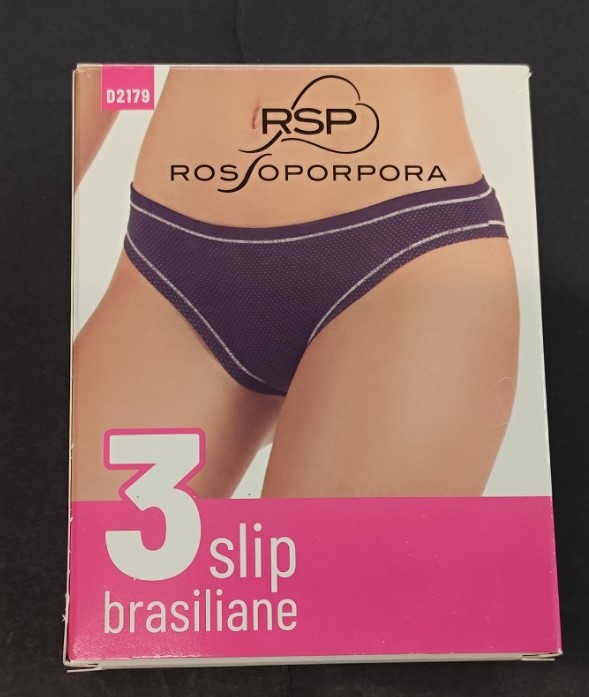 D2179
RSP
ROSSOPORPORA
3 slip
brasiliane